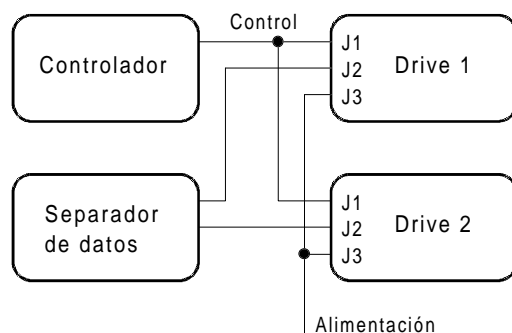 Control
Controlador
J1
J2
J3
Drive 1
Separador
de datos
J1
J2
J3
Drive 2
Alimentación